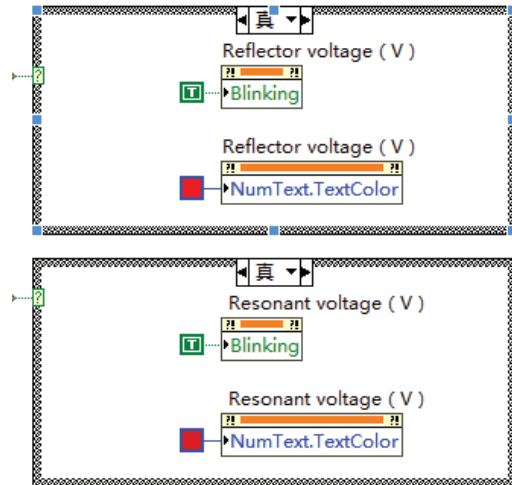 真
Reflector voltage ( V )
?
?! ?!
T
Blinking
Reflector voltage ( V )
?! ?!
NumText.TextColor
真
?
Resonant voltage ( V )
?! ?!
T
Blinking
Resonant voltage ( V )
?! ?!
NumText.TextColor